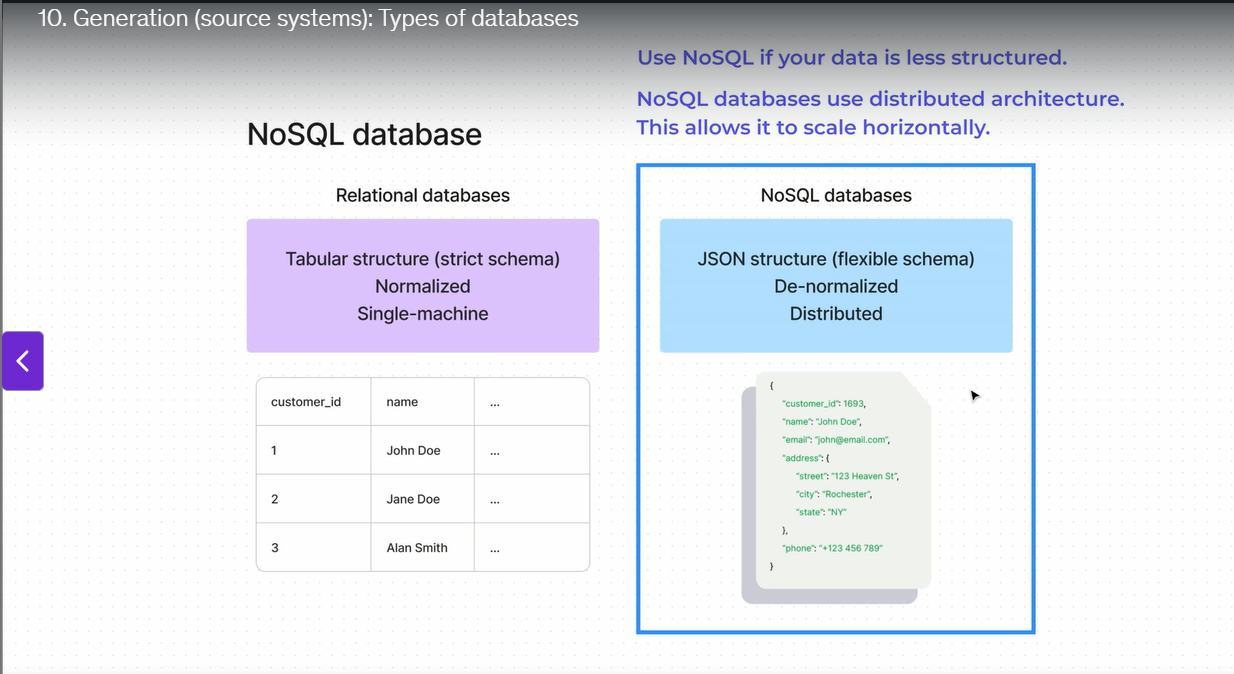 10. Generation (source systems): Types of databases
Use NoSQL if your data is less structured.
NoSQL databases use distributed architecture.
This allows it to scale horizontally.
NoSQL database
Relational databases
Tabular structure (strict schema)
Normalized
Single-machine
customer_id name ...
1 John Doe ...
2 Jane Doe ...
3 Alan Smith ...
NoSQL databases
JSON structure (flexible schema)
De-normalized
Distributed
{
"customer_id": 1693,
"name": "John Doe",
"email": "john@email.com",
"address": {
"street": "123 Heaven St",
"city": "Rochester",
"state": "NY"
},
"phone": "+123 456 789"
}